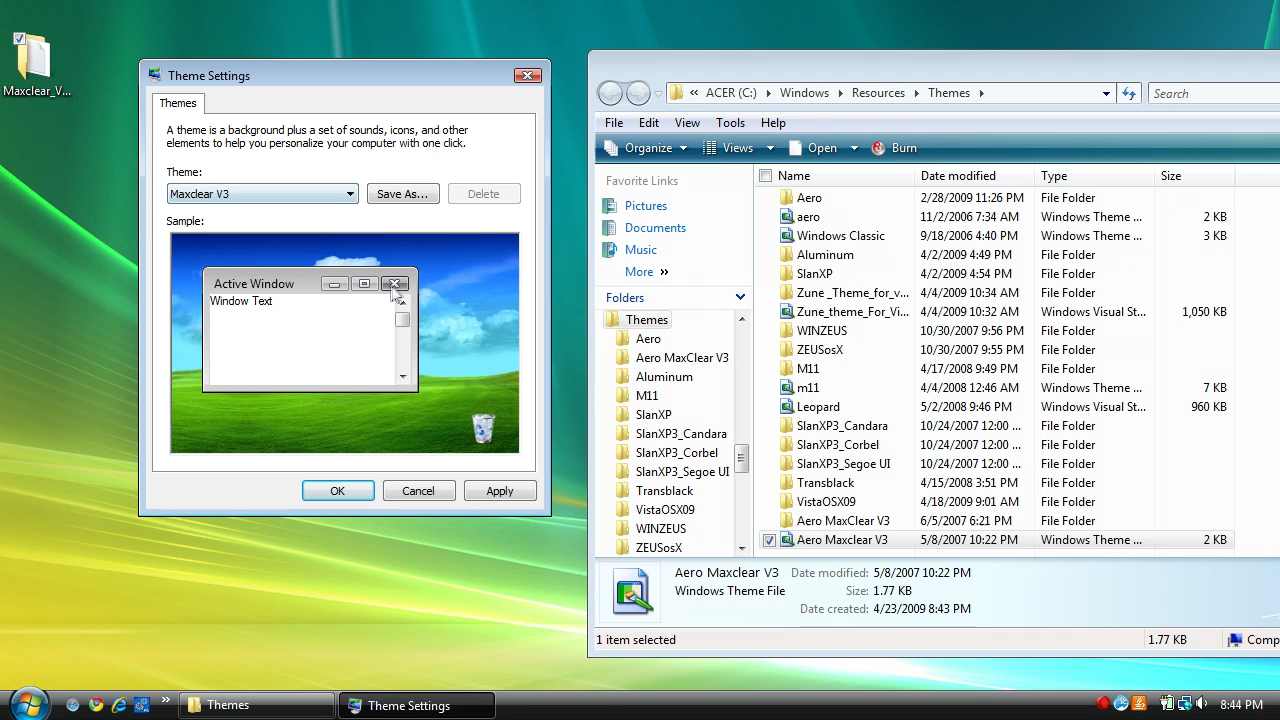 Maxclear_V...
Theme Settings
Themes
A theme is a background plus a set of sounds, icons, and other
elements to help you personalize your computer with one click.
Theme:
Maxclear V3
Save As...
Delete
Sample:
Active Window
Window Text
OK
Cancel
Apply
« ACER (C:) Windows Resources Themes
Search
File Edit View Tools Help
Organize Views Open Burn
Favorite Links
Pictures
Documents
Music
More »
Folders
Themes
Aero
Aero MaxClear V3
Aluminum
M11
SlanXP
SlanXP3_Candara
SlanXP3_Corbel
SlanXP3_Segoe UI
Transblack
VistaOSX09
WINZEUS
ZEUSosX
Name Date modified Type Size
Aero 2/28/2009 11:26 PM File Folder
aero 11/2/2006 7:34 AM Windows Theme ... 2 KB
Windows Classic 9/18/2006 4:40 PM Windows Theme ... 3 KB
Aluminum 4/2/2009 4:49 PM File Folder
SlanXP 4/2/2009 4:54 PM File Folder
Zune _Theme_for_v... 4/4/2009 10:34 AM File Folder
Zune_theme_For_Vi... 4/4/2009 10:32 AM Windows Visual St... 1,050 KB
WINZEUS 10/30/2007 9:56 PM File Folder
ZEUSosX 10/30/2007 9:55 PM File Folder
M11 4/17/2008 9:49 PM File Folder
m11 4/4/2008 12:46 AM Windows Theme ... 7 KB
Leopard 5/2/2008 9:46 PM Windows Visual St... 960 KB
SlanXP3_Candara 10/24/2007 12:00 ... File Folder
SlanXP3_Corbel 10/24/2007 12:00 ... File Folder
SlanXP3_Segoe UI 10/24/2007 12:00 ... File Folder
Transblack 4/15/2008 3:51 PM File Folder
VistaOSX09 4/18/2009 9:01 AM File Folder
Aero MaxClear V3 6/5/2007 6:21 PM File Folder
Aero Maxclear V3 5/8/2007 10:22 PM Windows Theme ... 2 KB
Aero Maxclear V3 Date modified: 5/8/2007 10:22 PM
Windows Theme File Size: 1.77 KB
Date created: 4/23/2009 8:43 PM
1 item selected 1.77 KB Comp
» Themes Theme Settings 8:44 PM